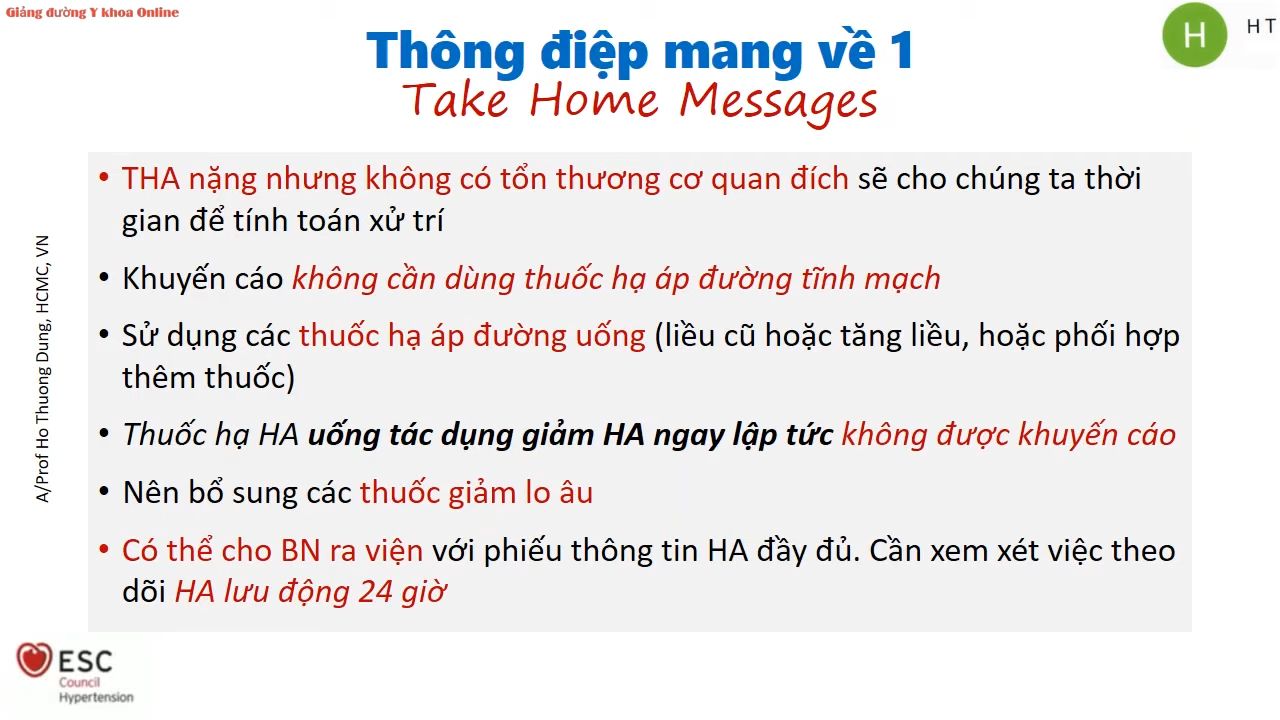 Giảng đường Y khoa Online
H
H T
Thông điệp mang về 1
Take Home Messages
• THA nặng nhưng không có tổn thương cơ quan đích sẽ cho chúng ta thời
gian để tính toán xử trí
• Khuyến cáo không cần dùng thuốc hạ áp đường tĩnh mạch
• Sử dụng các thuốc hạ áp đường uống (liều cũ hoặc tăng liều, hoặc phối hợp
thêm thuốc)
• Thuốc hạ HA uống tác dụng giảm HA ngay lập tức không được khuyến cáo
• Nên bổ sung các thuốc giảm lo âu
• Có thể cho BN ra viện với phiếu thông tin HA đầy đủ. Cần xem xét việc theo
dõi HA lưu động 24 giờ
A/Prof Ho Thuong Dung, HCMC, VN
ESC
Council
Hypertension